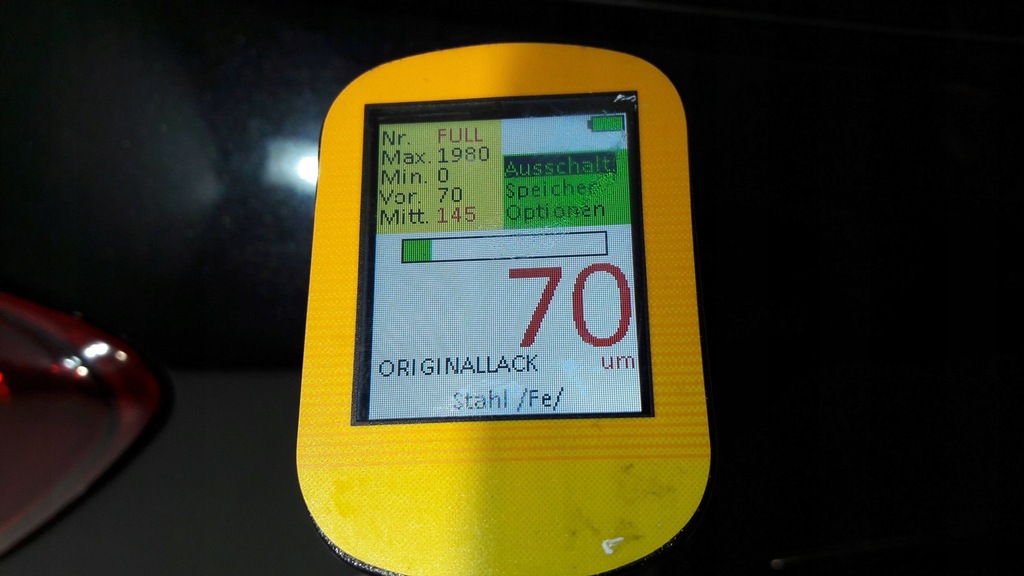 Nr. FULL
Max. 1980
Min. 0
Vor. 70
Mitt. 145
Ausschalt.
Speicher
Optionen
70
ORIGINALLACK um
Stahl /Fe/